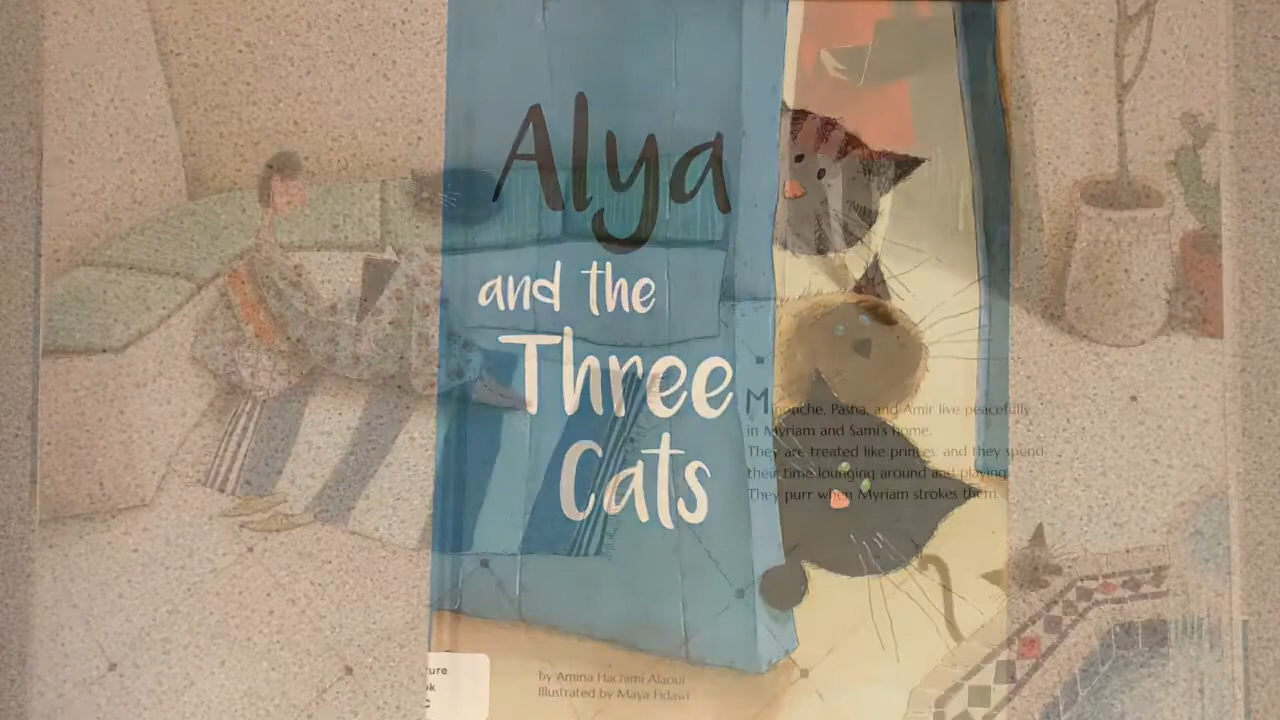 Alya
and the
Three
Cats
Minouche, Pasha, and Amir live peacefully
in Myriam and Sami's home.
They are treated like princes, and they spend
their time lounging around and playing.
They purr when Myriam strokes them.
by Amina Hachimi Alaoui
Illustrated by Maya Fidawi